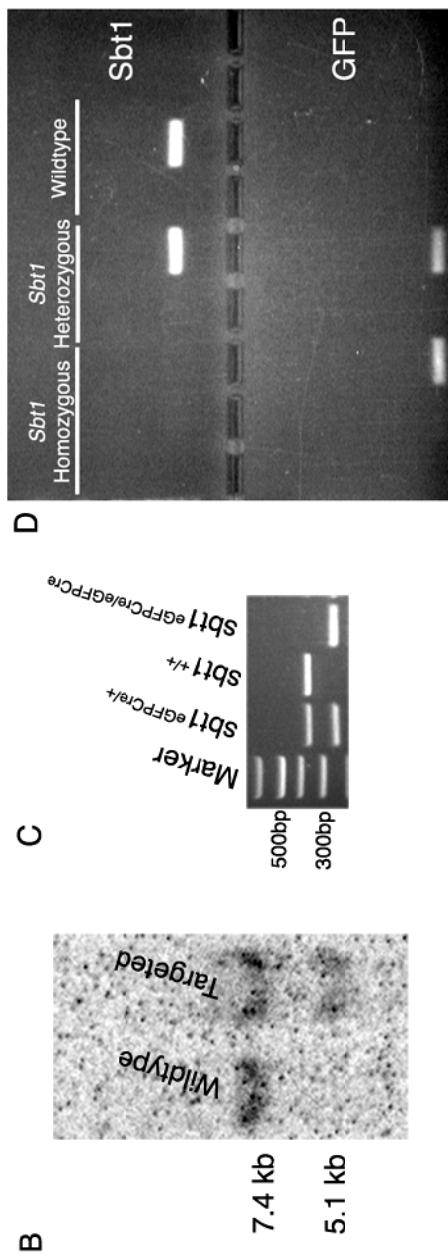 B
Wildtype
Targeted
7.4 kb
5.1 kb
C
Marker
Sbt1 eGFPCre/+
Sbt1 +/+
Sbt1 eGFPCre/eGFPCre
500bp
300bp
D
Sbt1
Homozygous
Sbt1
Heterozygous
Wildtype
Sbt1
GFP